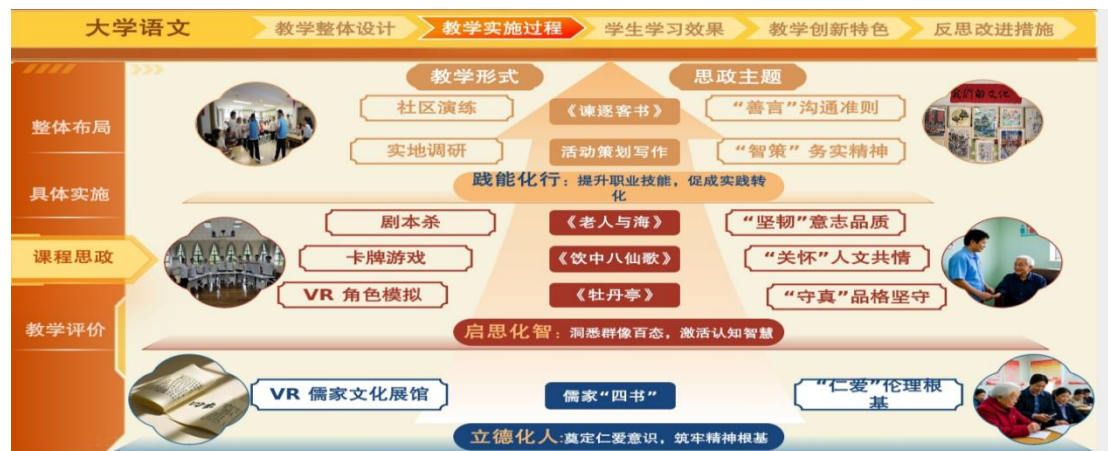 大学语文
教学整体设计
教学实施过程
学生学习效果
教学创新特色
反思改进措施
整体布局
具体实施
课程思政
教学评价
教学形式
思政主题
社区演练
《谏逐客书》
“善言”沟通准则
实地调研
活动策划写作
“智策” 务实精神
践能化行：提升职业技能，促成实践转
化
剧本杀
《老人与海》
“坚韧”意志品质
卡牌游戏
《饮中八仙歌》
“关怀”人文共情
VR 角色模拟
《牡丹亭》
“守真”品格坚守
启思化智：洞悉群像百态，激活认知智慧
VR 儒家文化展馆
儒家“四书”
“仁爱”伦理根
基
立德化人:奠定仁爱意识，筑牢精神根基